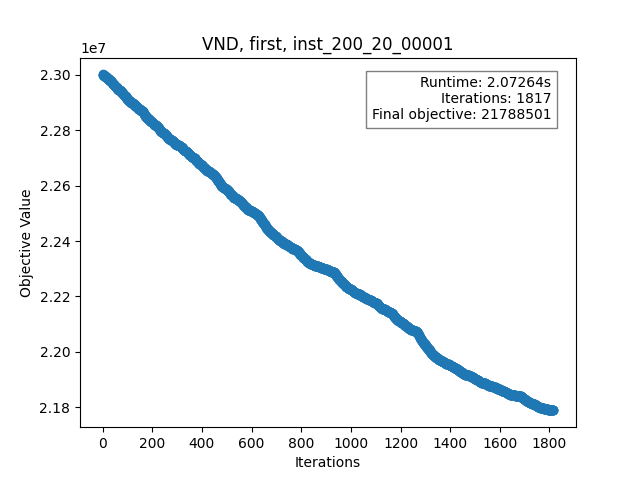 VND, first, inst_200_20_00001
1e7
Runtime: 2.07264s
Iterations: 1817
Final objective: 21788501
2.30
2.28
2.26
2.24
2.22
2.20
2.18
Objective Value
0 200 400 600 800 1000 1200 1400 1600 1800
Iterations